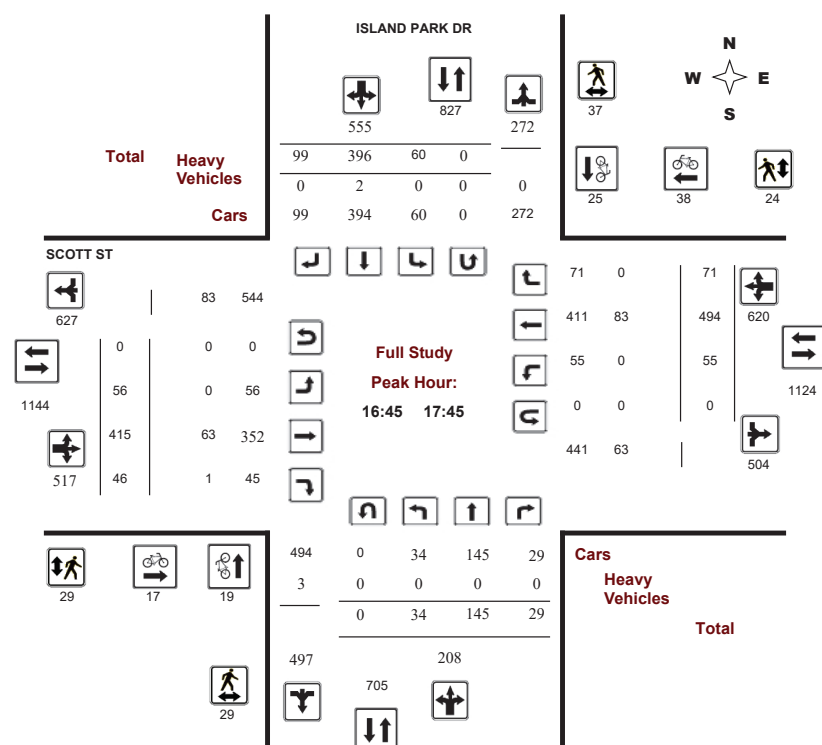 ISLAND PARK DR
N
W E
S
827
37
555 272
Total Heavy Vehicles
99 396 60 0
0 2 0 0 0
Cars 99 394 60 0 272
25 38 24
SCOTT ST
627
83 544
71 0 71
0 0 0
411 83 494 620
Full Study
1144
56 0 56
Peak Hour:
55 0 55
1124
16:45 17:45
0 0 0
415 63 352
441 63
504
517 46 1 45
494 0 34 145 29
Cars
3 0 0 0 0
Heavy Vehicles
29 17 19
0 34 145 29
Total
497 208
705
29